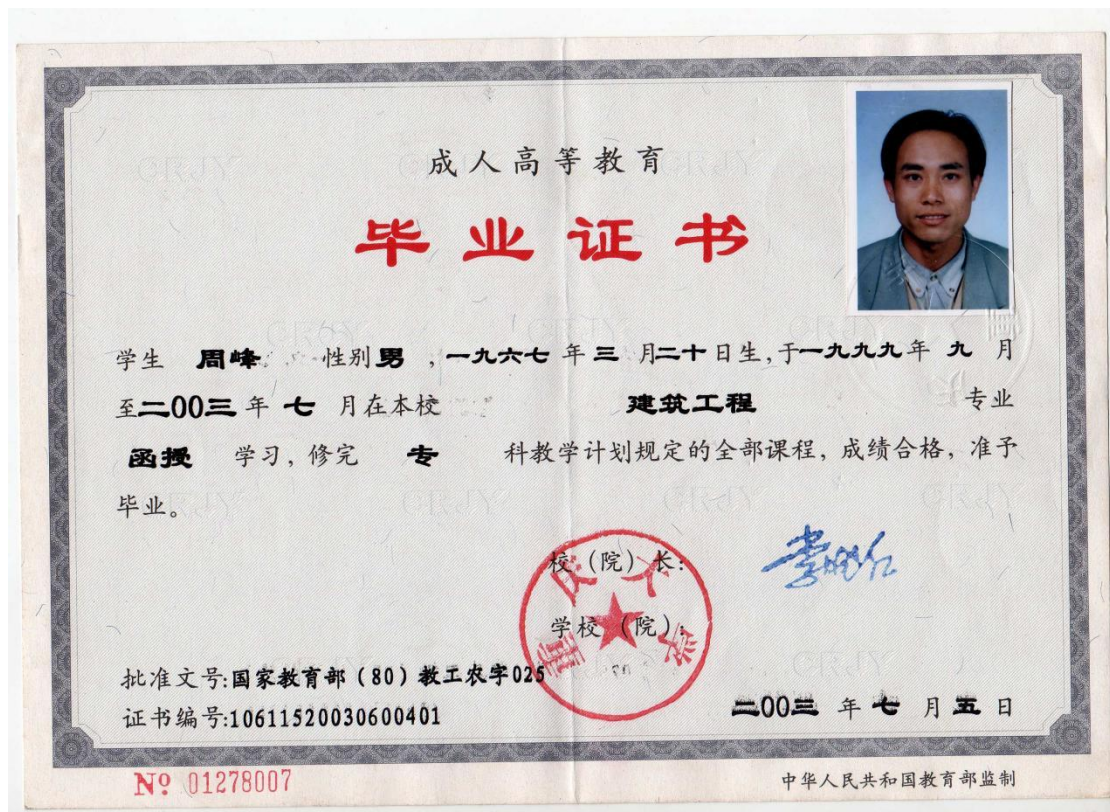 成人高等教育
毕业证书
学生 周峰 性别男，一九六七年三月二十日生，于一九九九年九月
至二00三年七月在本校 建筑工程 专业
函授 学习，修完 专 科教学计划规定的全部课程，成绩合格，准予
毕业。
校（院）长：
学校（院）：
重庆大学
批准文号:国家教育部（80）教工农字025
证书编号:10611520030600401
二00三年七月五日
№ 01278007
中华人民共和国教育部监制